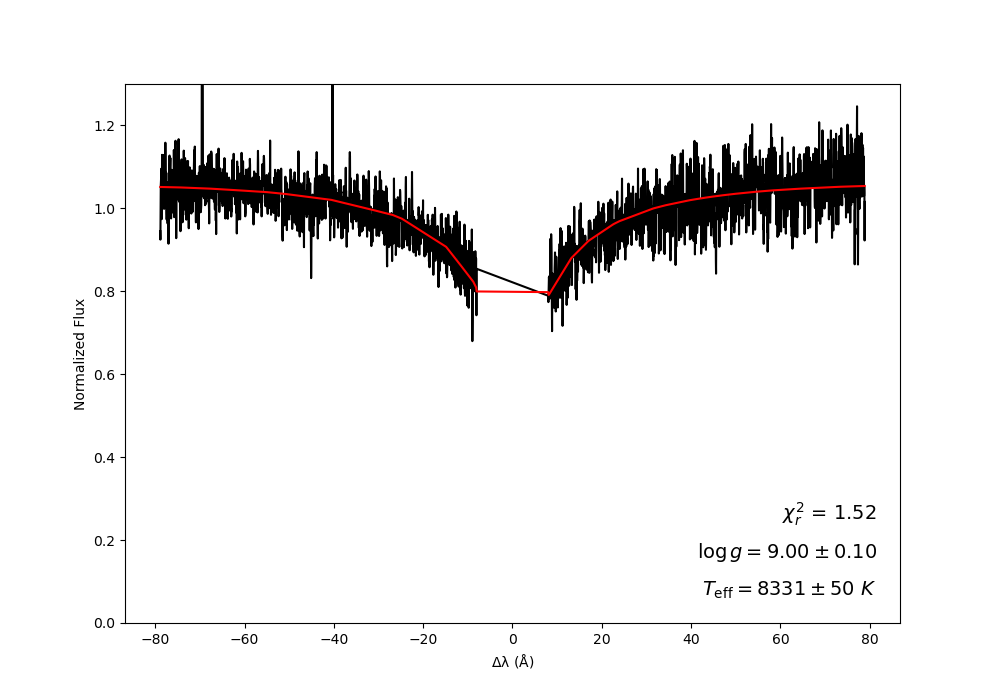 1.2
1.0
0.8
0.6
0.4
0.2
0.0
Normalized Flux
χ²ᵣ = 1.52
log g = 9.00 ± 0.10
T_eff = 8331 ± 50 K
−80 −60 −40 −20 0 20 40 60 80
Δλ (Å)